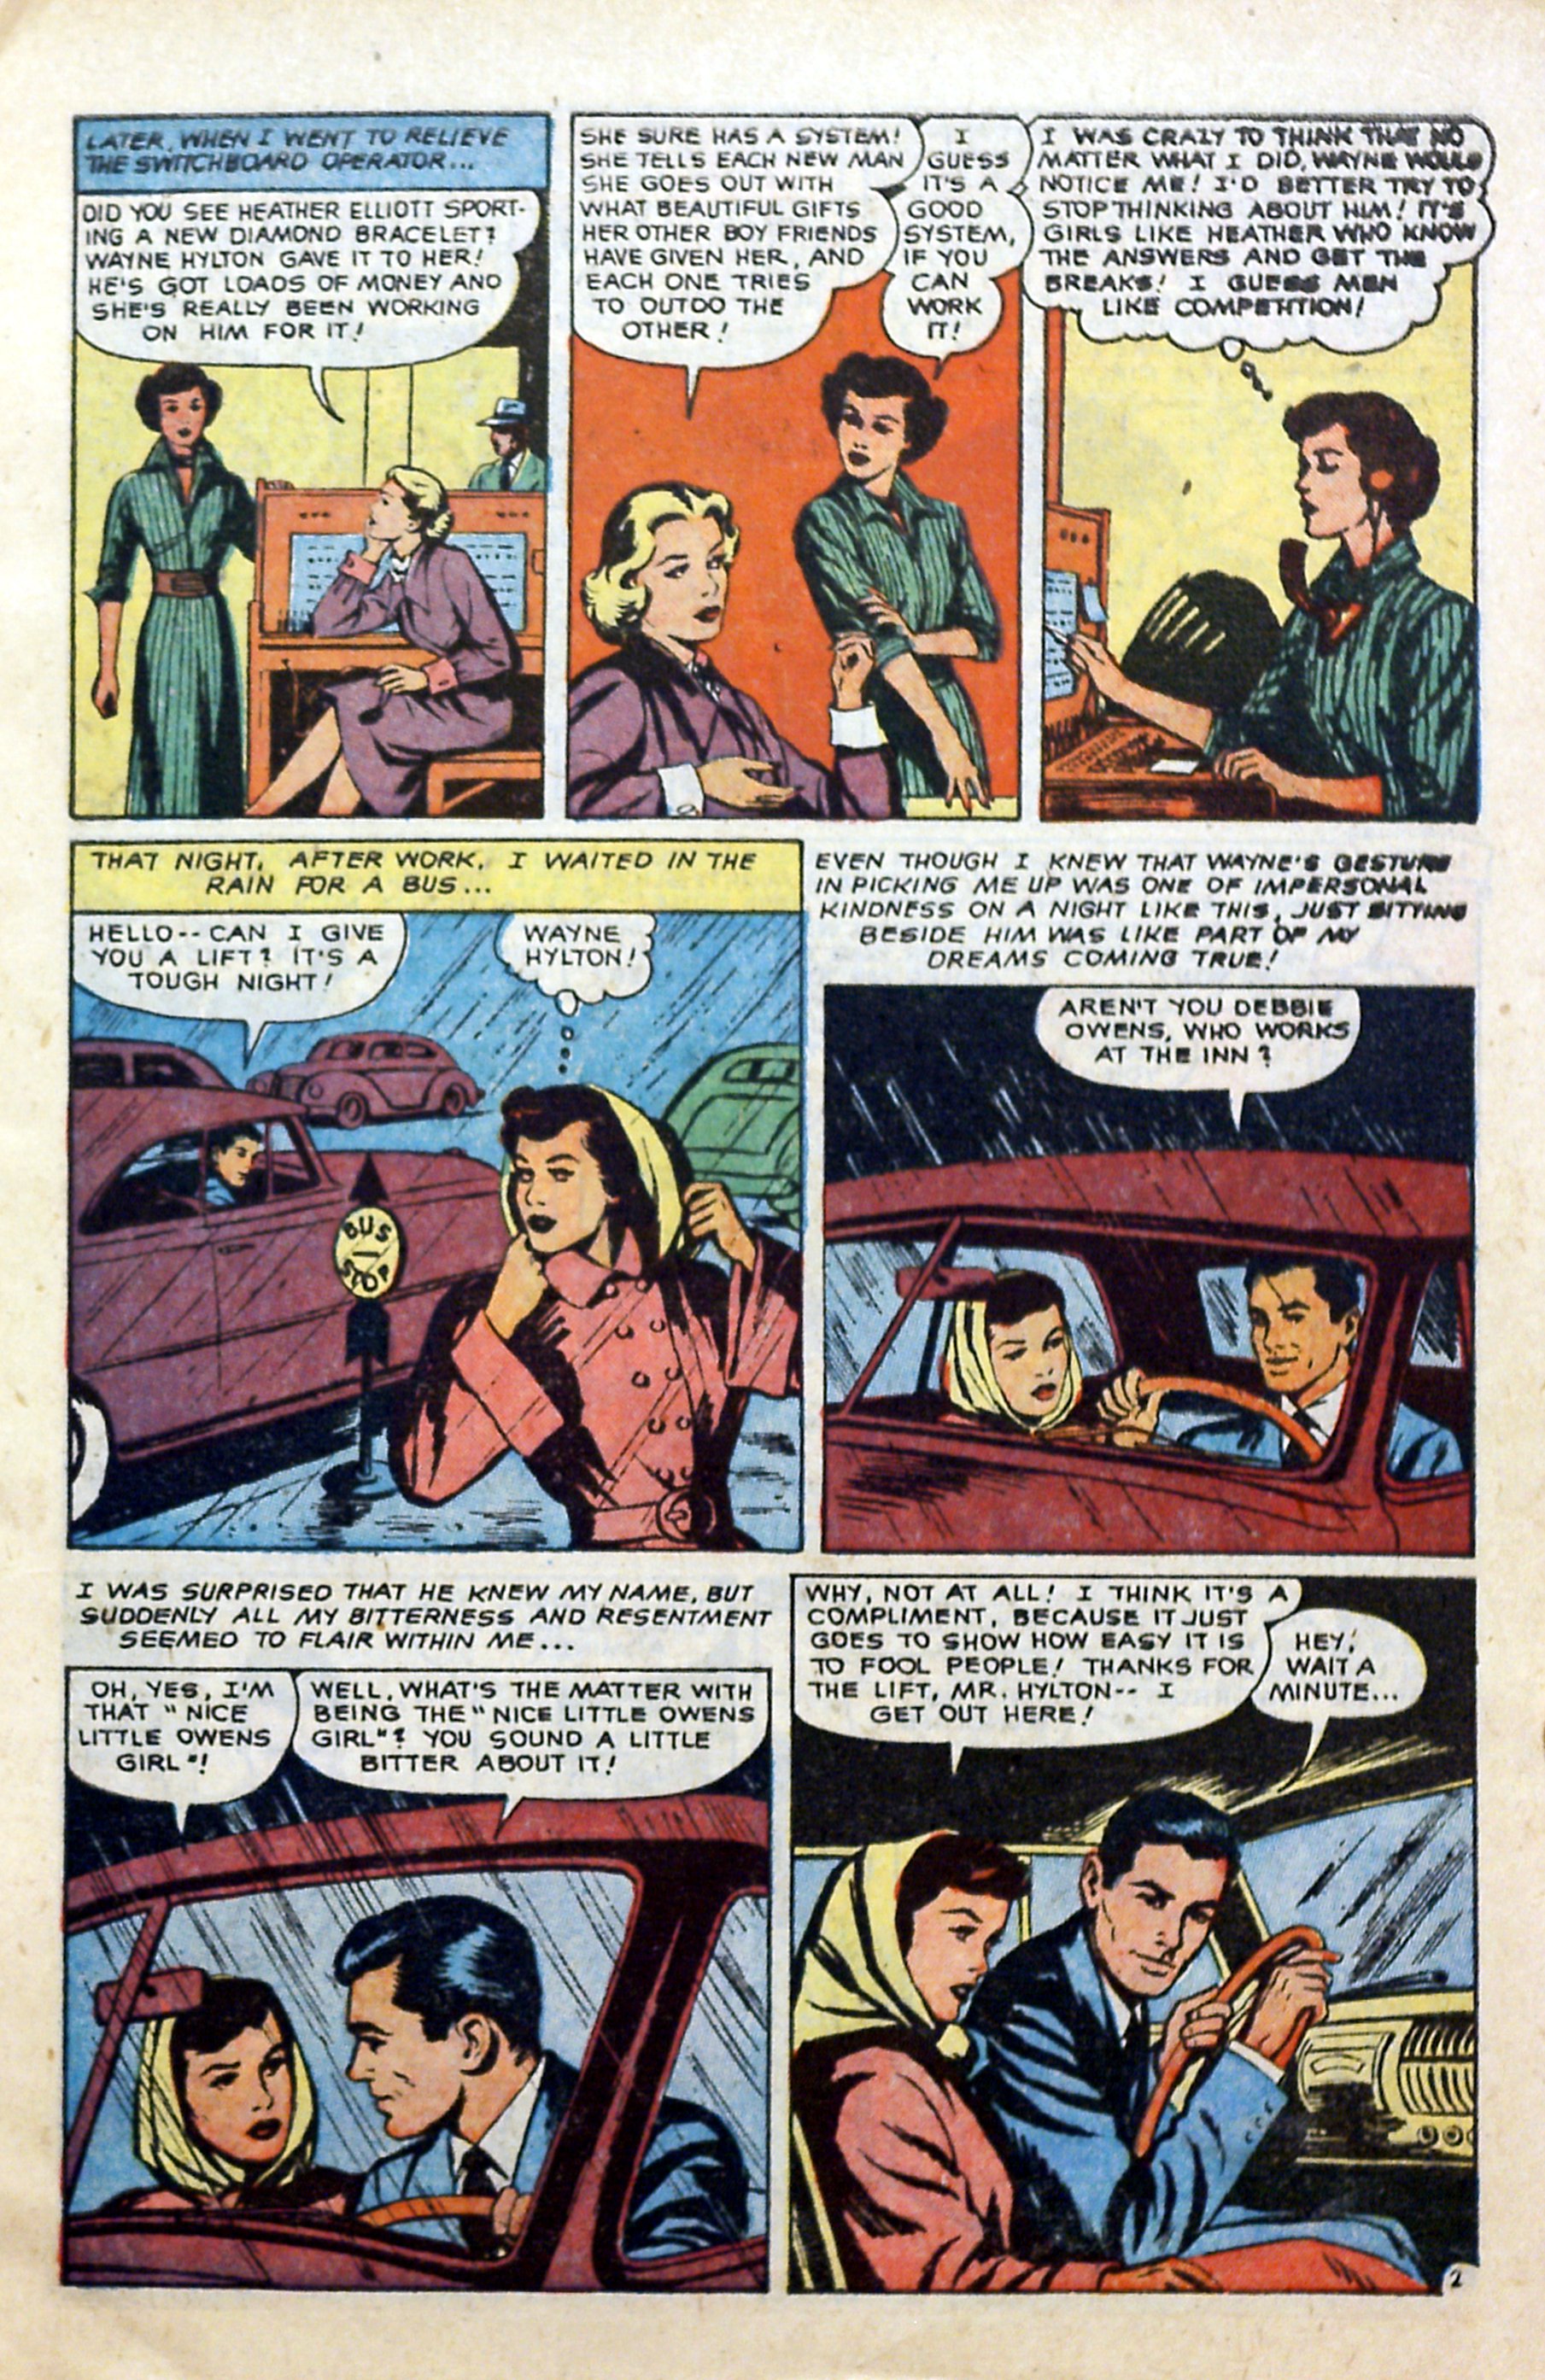 LATER, WHEN I WENT TO RELIEVE
THE SWITCHBOARD OPERATOR...
DID YOU SEE HEATHER ELLIOTT SPORT-
ING A NEW DIAMOND BRACELET?
WAYNE HYLTON GAVE IT TO HER!
HE'S GOT LOADS OF MONEY AND
SHE'S REALLY BEEN WORKING
ON HIM FOR IT!
SHE SURE HAS A SYSTEM!
SHE TELLS EACH NEW MAN
SHE GOES OUT WITH
WHAT BEAUTIFUL GIFTS
HER OTHER BOY FRIENDS
HAVE GIVEN HER, AND
EACH ONE TRIES
TO OUTDO THE
OTHER!
I
GUESS
IT'S A
GOOD
SYSTEM,
IF YOU
CAN
WORK
IT!
I WAS CRAZY TO THINK THAT NO
MATTER WHAT I DID, WAYNE WOULD
NOTICE ME! I'D BETTER TRY TO
STOP THINKING ABOUT HIM! IT'S
GIRLS LIKE HEATHER WHO KNOW
THE ANSWERS AND GET THE
BREAKS! I GUESS MEN
LIKE COMPETITION!
THAT NIGHT, AFTER WORK, I WAITED IN THE
RAIN FOR A BUS...
HELLO--CAN I GIVE
YOU A LIFT? IT'S A
TOUGH NIGHT!
WAYNE
HYLTON!
BUS
STOP
EVEN THOUGH I KNEW THAT WAYNE'S GESTURE
IN PICKING ME UP WAS ONE OF IMPERSONAL
KINDNESS ON A NIGHT LIKE THIS, JUST SITTING
BESIDE HIM WAS LIKE PART OF MY
DREAMS COMING TRUE!
AREN'T YOU DEBBIE
OWENS, WHO WORKS
AT THE INN?
I WAS SURPRISED THAT HE KNEW MY NAME, BUT
SUDDENLY ALL MY BITTERNESS AND RESENTMENT
SEEMED TO FLAIR WITHIN ME...
OH, YES, I'M
THAT "NICE
LITTLE OWENS
GIRL"!
WELL, WHAT'S THE MATTER WITH
BEING THE "NICE LITTLE OWENS
GIRL"? YOU SOUND A LITTLE
BITTER ABOUT IT!
WHY, NOT AT ALL! I THINK IT'S A
COMPLIMENT, BECAUSE IT JUST
GOES TO SHOW HOW EASY IT IS
TO FOOL PEOPLE! THANKS FOR
THE LIFT, MR. HYLTON-- I
GET OUT HERE!
HEY,
WAIT A
MINUTE...
2